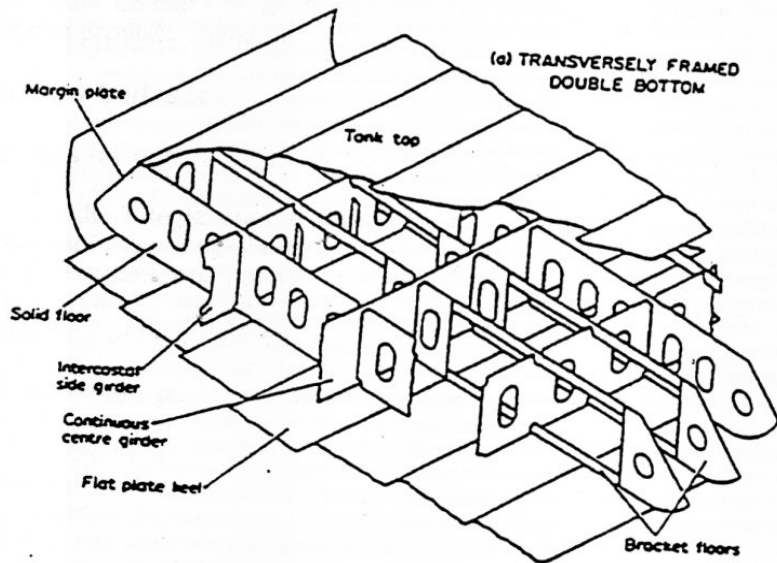 (a) TRANSVERSELY FRAMED
DOUBLE BOTTOM
Margin plate
Tank top
Solid floor
Intercostal
side girder
Continuous
centre girder
Flat plate keel
Bracket floors